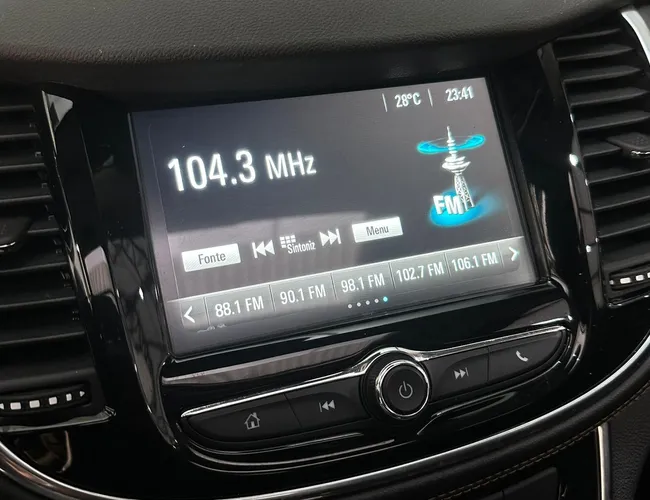 28°C 23:41
104.3 MHz
FM
Fonte Sintoniz Menu
88.1 FM 90.1 FM 98.1 FM 102.7 FM 106.1 FM